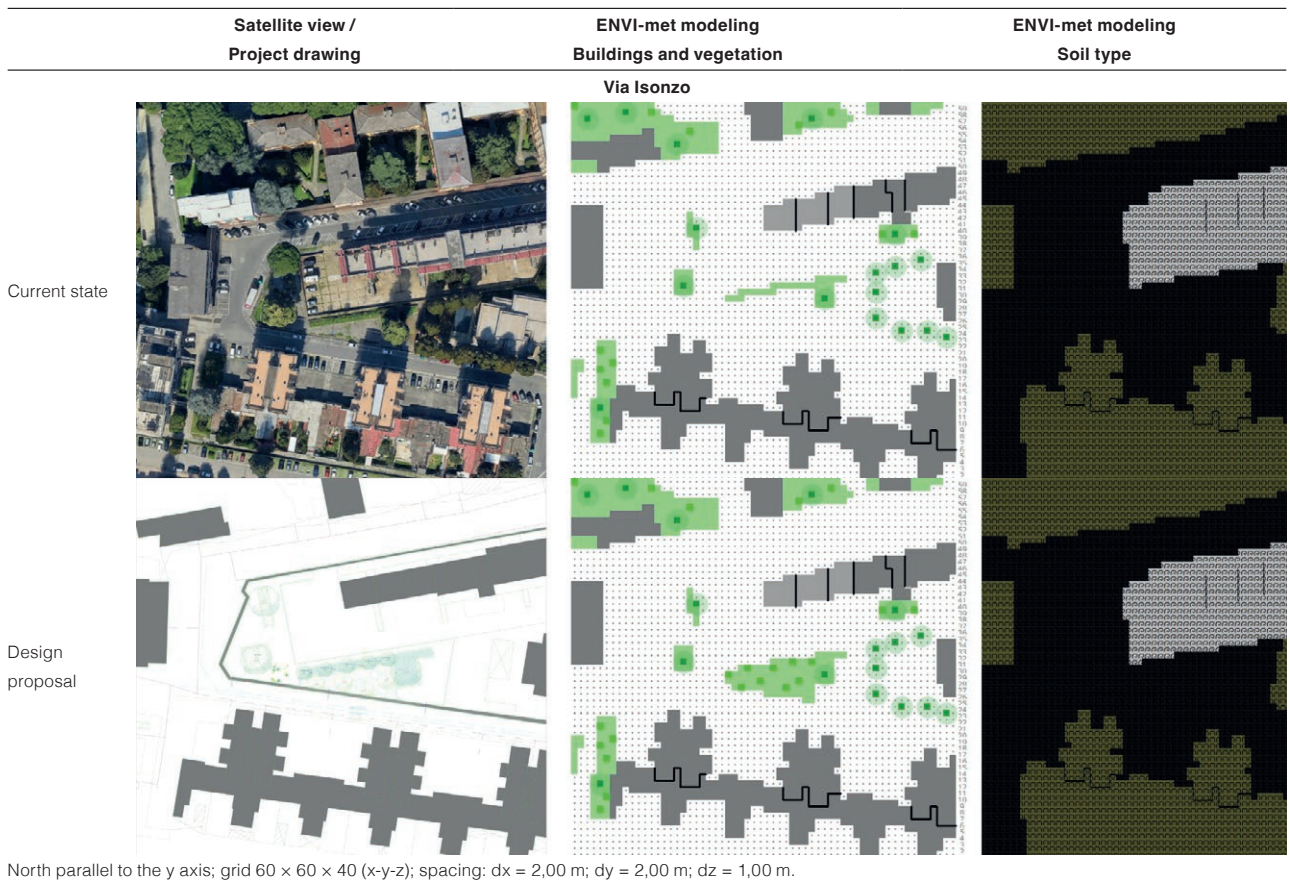 Satellite view /
Project drawing
ENVI-met modeling
Buildings and vegetation
ENVI-met modeling
Soil type
Via Isonzo
Current state
Design
proposal
North parallel to the y axis; grid 60 × 60 × 40 (x-y-z); spacing: dx = 2,00 m; dy = 2,00 m; dz = 1,00 m.